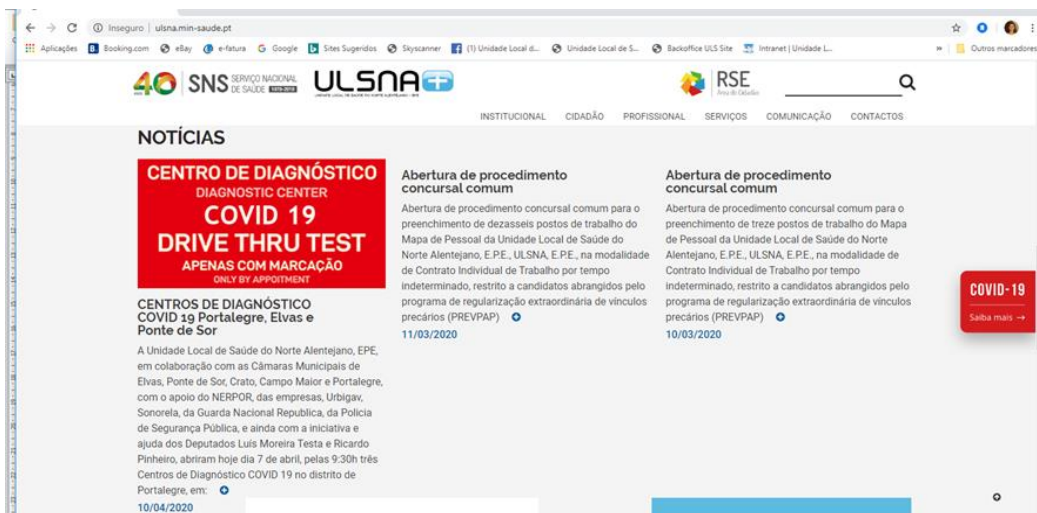 Inseguro | ulsna.min-saude.pt
Aplicações Booking.com eBay e-fatura Google Sites Sugeridos Skyscanner (1) Unidade Local d... Unidade Local de S... Backoffice ULS Site Intranet | Unidade L... » Outros marcadores
40 SNS SERVIÇO NACIONAL DE SAÚDE 1979-2019 ULSNA+ RSE Área do Cidadão
UNIDADE LOCAL DE SAÚDE DO NORTE ALENTEJANO - EPE
INSTITUCIONAL CIDADÃO PROFISSIONAL SERVIÇOS COMUNICAÇÃO CONTACTOS
NOTÍCIAS
CENTRO DE DIAGNÓSTICO
DIAGNOSTIC CENTER
COVID 19
DRIVE THRU TEST
APENAS COM MARCAÇÃO
ONLY BY APPOITMENT
CENTROS DE DIAGNÓSTICO
COVID 19 Portalegre, Elvas e
Ponte de Sor
A Unidade Local de Saúde do Norte Alentejano, EPE,
em colaboração com as Câmaras Municipais de
Elvas, Ponte de Sor, Crato, Campo Maior e Portalegre,
com o apoio do NERPOR, das empresas, Urbigav,
Sonorela, da Guarda Nacional Republica, da Policia
de Segurança Pública, e ainda com a iniciativa e
ajuda dos Deputados Luís Moreira Testa e Ricardo
Pinheiro, abriram hoje dia 7 de abril, pelas 9:30h três
Centros de Diagnóstico COVID 19 no distrito de
Portalegre, em:
10/04/2020
Abertura de procedimento
concursal comum
Abertura de procedimento concursal comum para o
preenchimento de dezasseis postos de trabalho do
Mapa de Pessoal da Unidade Local de Saúde do
Norte Alentejano, E.P.E., ULSNA, E.P.E., na modalidade
de Contrato Individual de Trabalho por tempo
indeterminado, restrito a candidatos abrangidos pelo
programa de regularização extraordinária de vínculos
precários (PREVPAP)
11/03/2020
Abertura de procedimento
concursal comum
Abertura de procedimento concursal comum para o
preenchimento de treze postos de trabalho do Mapa
de Pessoal da Unidade Local de Saúde do Norte
Alentejano, E.P.E., ULSNA, E.P.E., na modalidade de
Contrato Individual de Trabalho por tempo
indeterminado, restrito a candidatos abrangidos pelo
programa de regularização extraordinária de vínculos
precários (PREVPAP)
10/03/2020
COVID-19
Saiba mais →